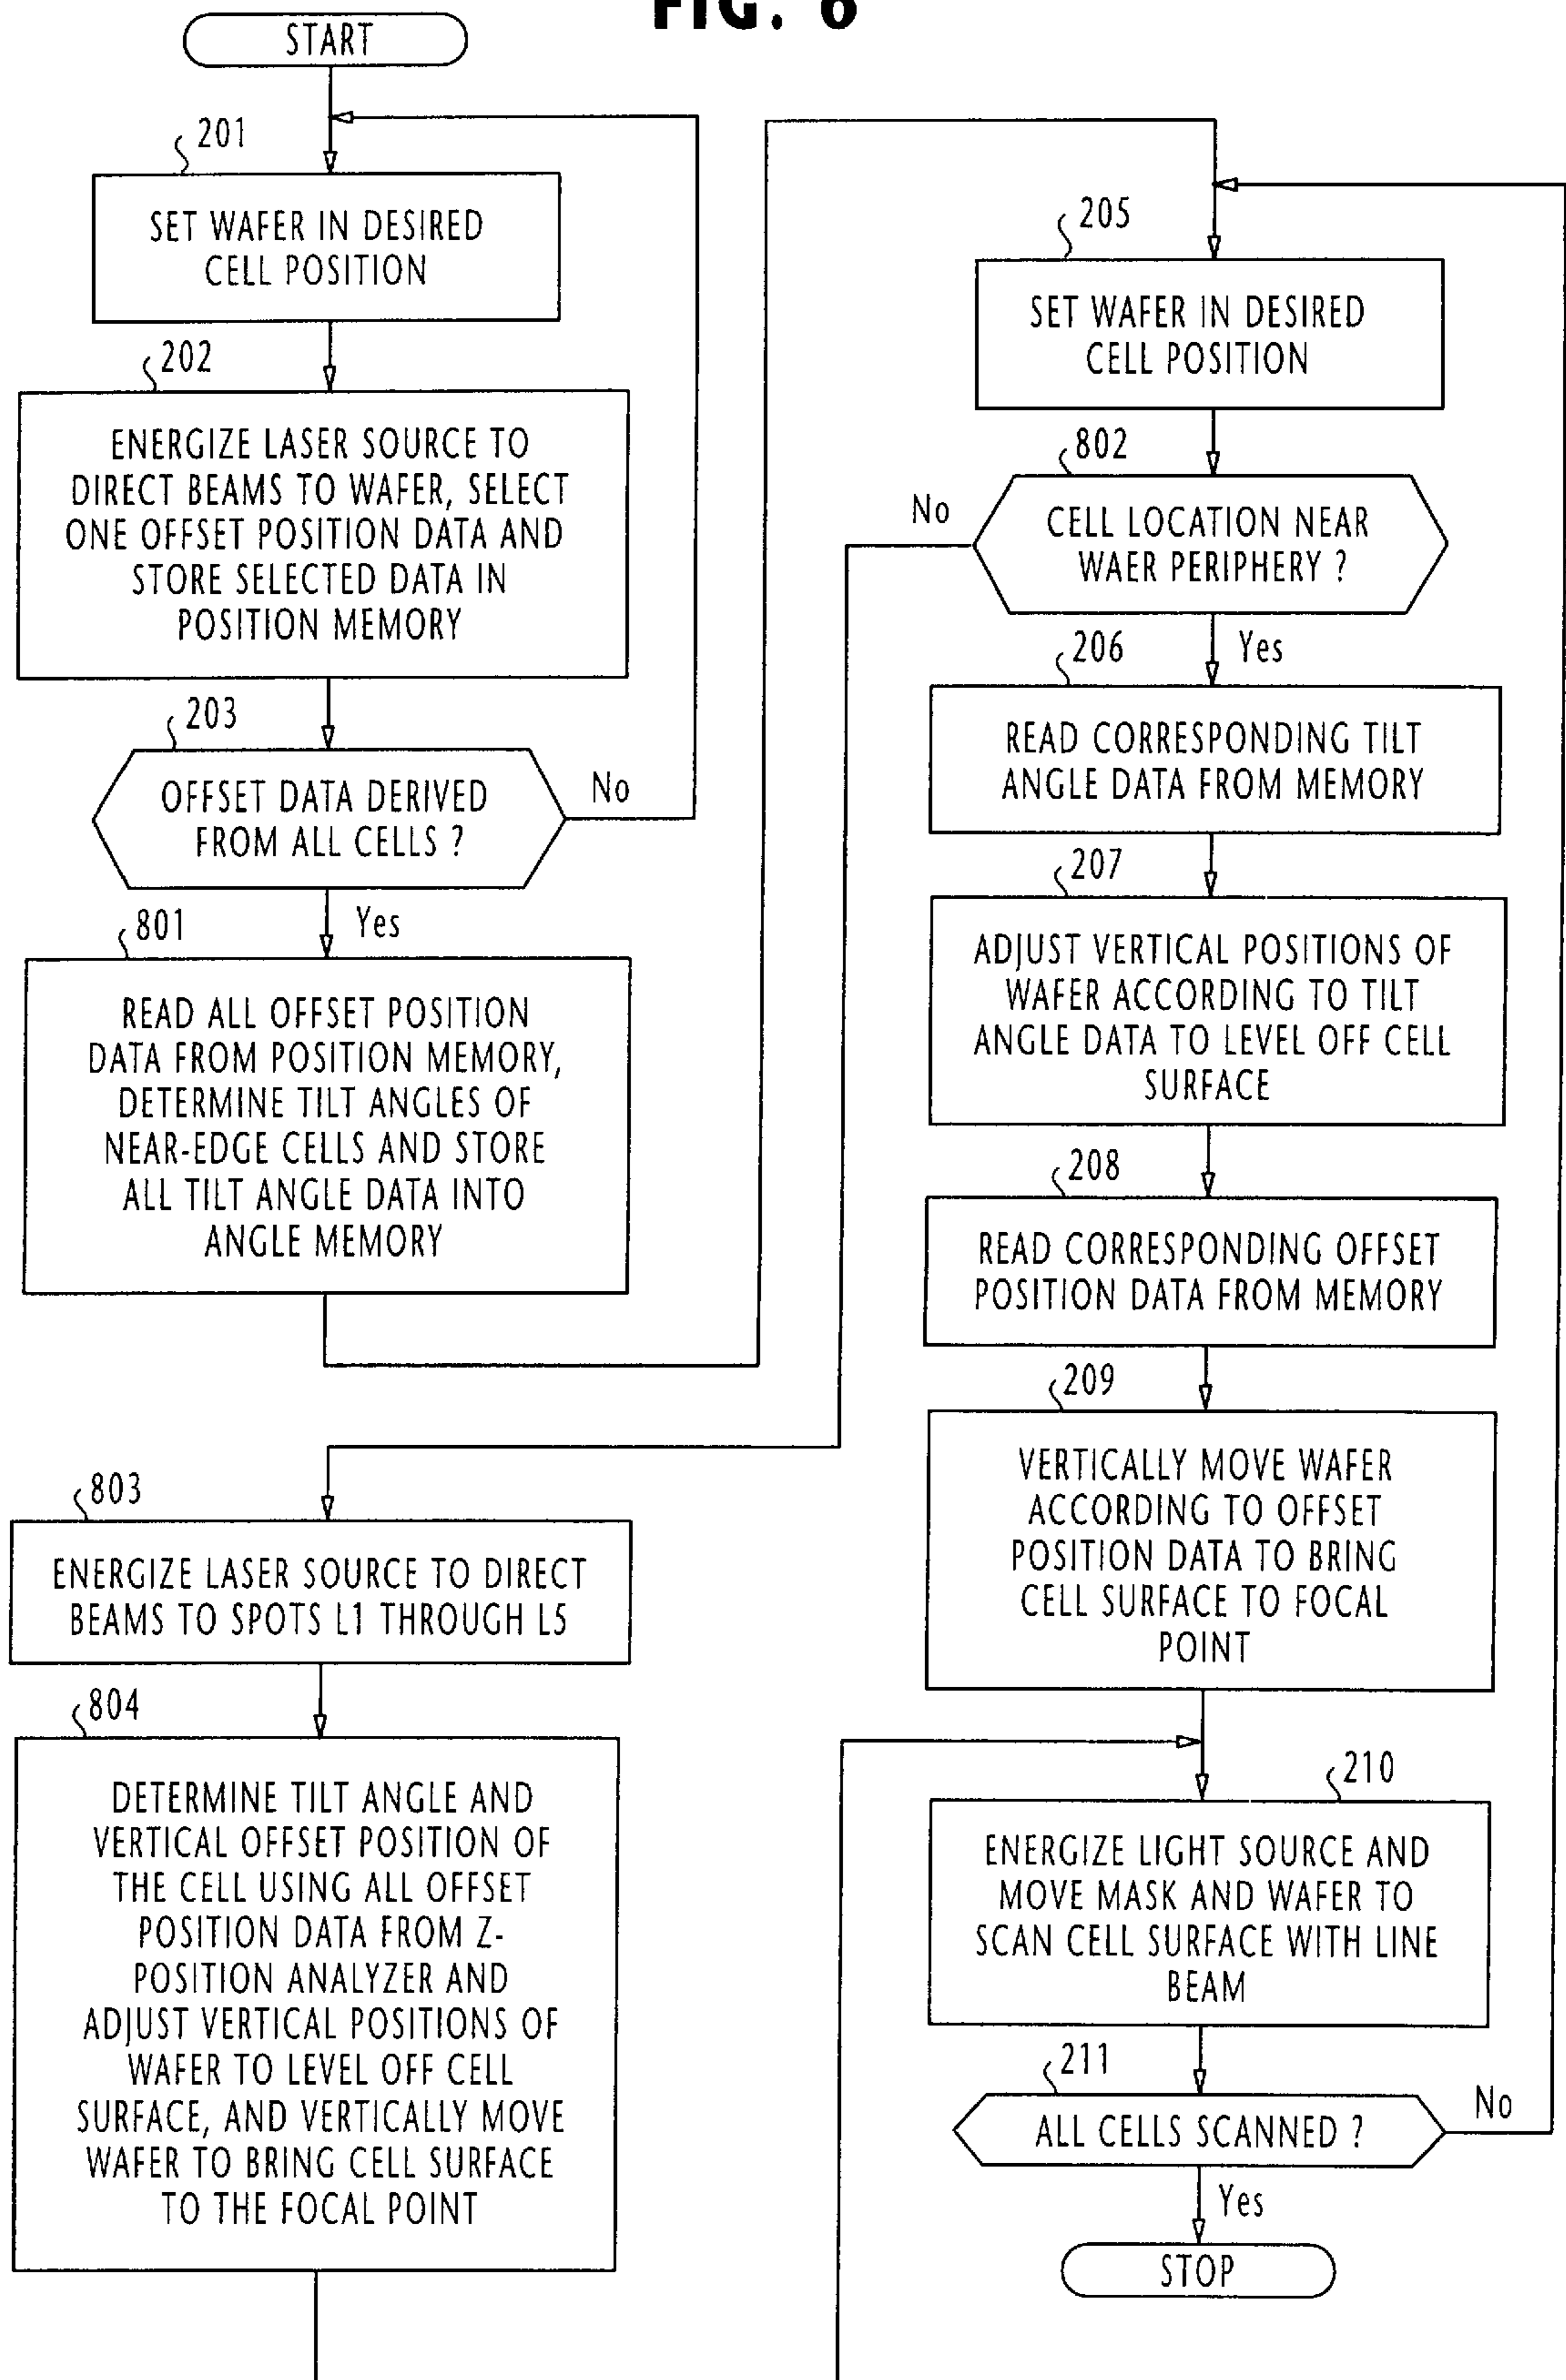 FIG. 8
START
201
SET WAFER IN DESIRED
CELL POSITION
202
ENERGIZE LASER SOURCE TO
DIRECT BEAMS TO WAFER, SELECT
ONE OFFSET POSITION DATA AND
STORE SELECTED DATA IN
POSITION MEMORY
203
OFFSET DATA DERIVED
FROM ALL CELLS ?
No
Yes
801
READ ALL OFFSET POSITION
DATA FROM POSITION MEMORY,
DETERMINE TILT ANGLES OF
NEAR-EDGE CELLS AND STORE
ALL TILT ANGLE DATA INTO
ANGLE MEMORY
803
ENERGIZE LASER SOURCE TO DIRECT
BEAMS TO SPOTS L1 THROUGH L5
804
DETERMINE TILT ANGLE AND
VERTICAL OFFSET POSITION OF
THE CELL USING ALL OFFSET
POSITION DATA FROM Z-
POSITION ANALYZER AND
ADJUST VERTICAL POSITIONS OF
WAFER TO LEVEL OFF CELL
SURFACE, AND VERTICALLY MOVE
WAFER TO BRING CELL SURFACE
TO THE FOCAL POINT
205
SET WAFER IN DESIRED
CELL POSITION
802
No
CELL LOCATION NEAR
WAER PERIPHERY ?
Yes
206
READ CORRESPONDING TILT
ANGLE DATA FROM MEMORY
207
ADJUST VERTICAL POSITIONS OF
WAFER ACCORDING TO TILT
ANGLE DATA TO LEVEL OFF CELL
SURFACE
208
READ CORRESPONDING OFFSET
POSITION DATA FROM MEMORY
209
VERTICALLY MOVE WAFER
ACCORDING TO OFFSET
POSITION DATA TO BRING
CELL SURFACE TO FOCAL
POINT
210
ENERGIZE LIGHT SOURCE AND
MOVE MASK AND WAFER TO
SCAN CELL SURFACE WITH LINE
BEAM
211
ALL CELLS SCANNED ?
No
Yes
STOP